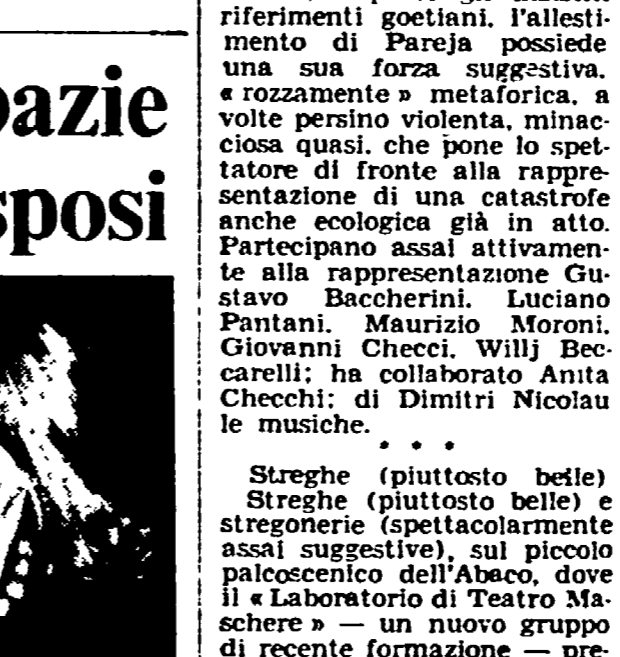 pazie
sposi
riferimenti goetiani. l'allesti-
mento di Pareja possiede
una sua forza suggestiva.
« rozzamente » metaforica. a
volte persino violenta, minac-
ciosa quasi. che pone lo spet-
tatore di fronte alla rappre-
sentazione di una catastrofe
anche ecologica già in atto.
Partecipano assai attivamen-
te alla rappresentazione Gu-
stavo Baccherini. Luciano
Pantani. Maurizio Moroni.
Giovanni Checci. Willj Bec-
carelli; ha collaborato Anita
Checchi; di Dimitri Nicolau
le musiche.
* * *
Streghe (piuttosto belle)
Streghe (piuttosto belle) e
stregonerie (spettacolarmente
assai suggestive), sul piccolo
palcoscenico dell'Abaco, dove
il « Laboratorio di Teatro Ma-
schere » — un nuovo gruppo
di recente formazione — pre-